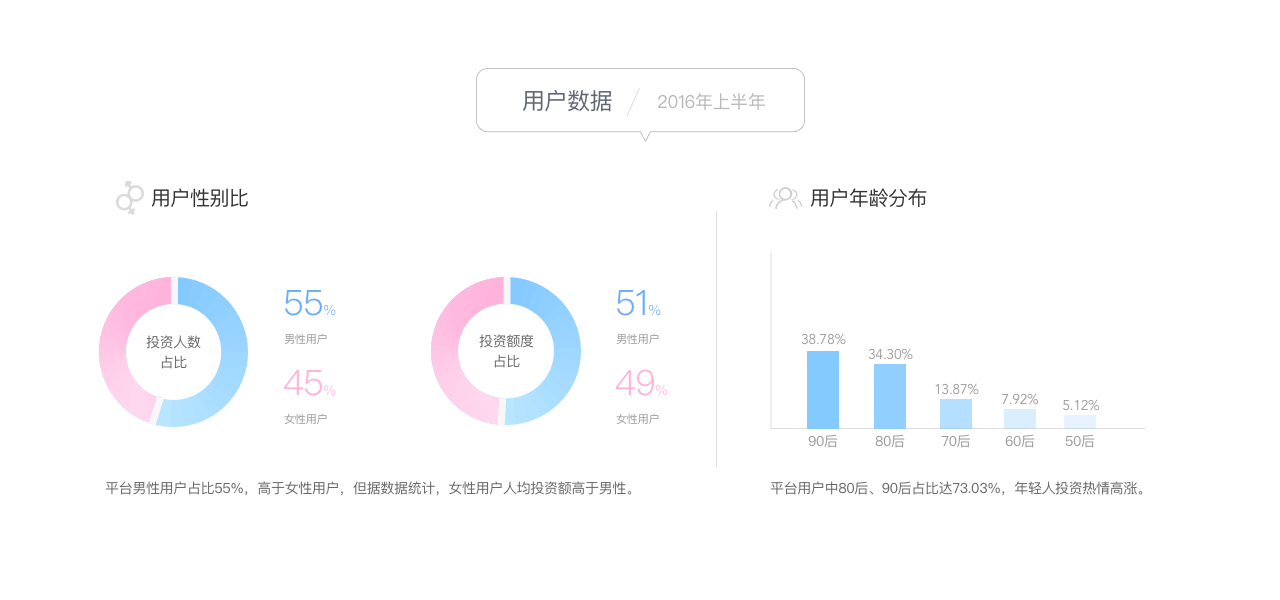 用户数据 / 2016年上半年
用户性别比
投资人数
占比
55%
男性用户
45%
女性用户
投资额度
占比
51%
男性用户
49%
女性用户
平台男性用户占比55%，高于女性用户，但据数据统计，女性用户人均投资额高于男性。
用户年龄分布
38.78%
34.30%
13.87%
7.92%
5.12%
90后
80后
70后
60后
50后
平台用户中80后、90后占比达73.03%，年轻人投资热情高涨。